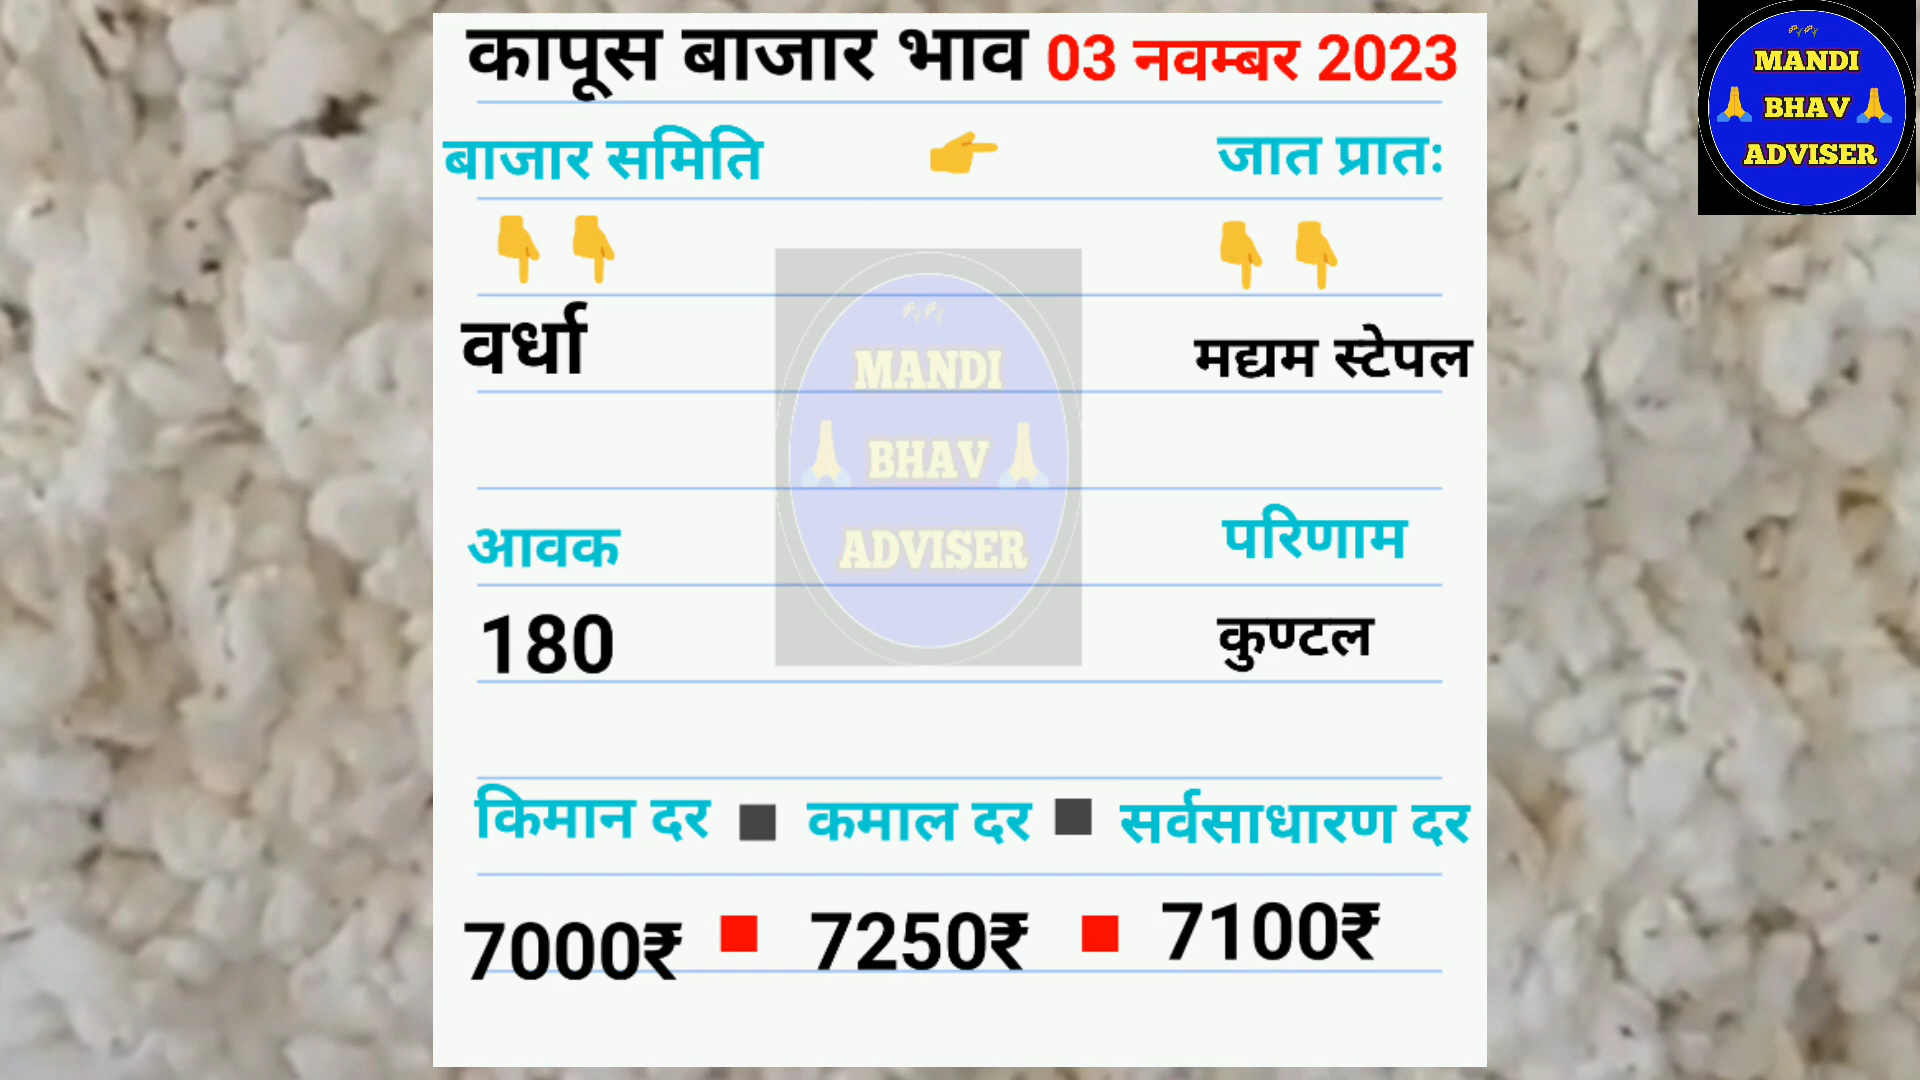 कापूस बाजार भाव 03 नवम्बर 2023
बाजार समिति 👉 जात प्रातः
👇 👇 👇 👇
वर्धा मद्यम स्टेपल
आवक परिणाम
180 कुण्टल
किमान दर ◼ कमाल दर ◼ सर्वसाधारण दर
7000₹ 🟥 7250₹ 🟥 7100₹
MANDI
🙏 BHAV 🙏
ADVISER
MANDI
🙏 BHAV 🙏
ADVISER